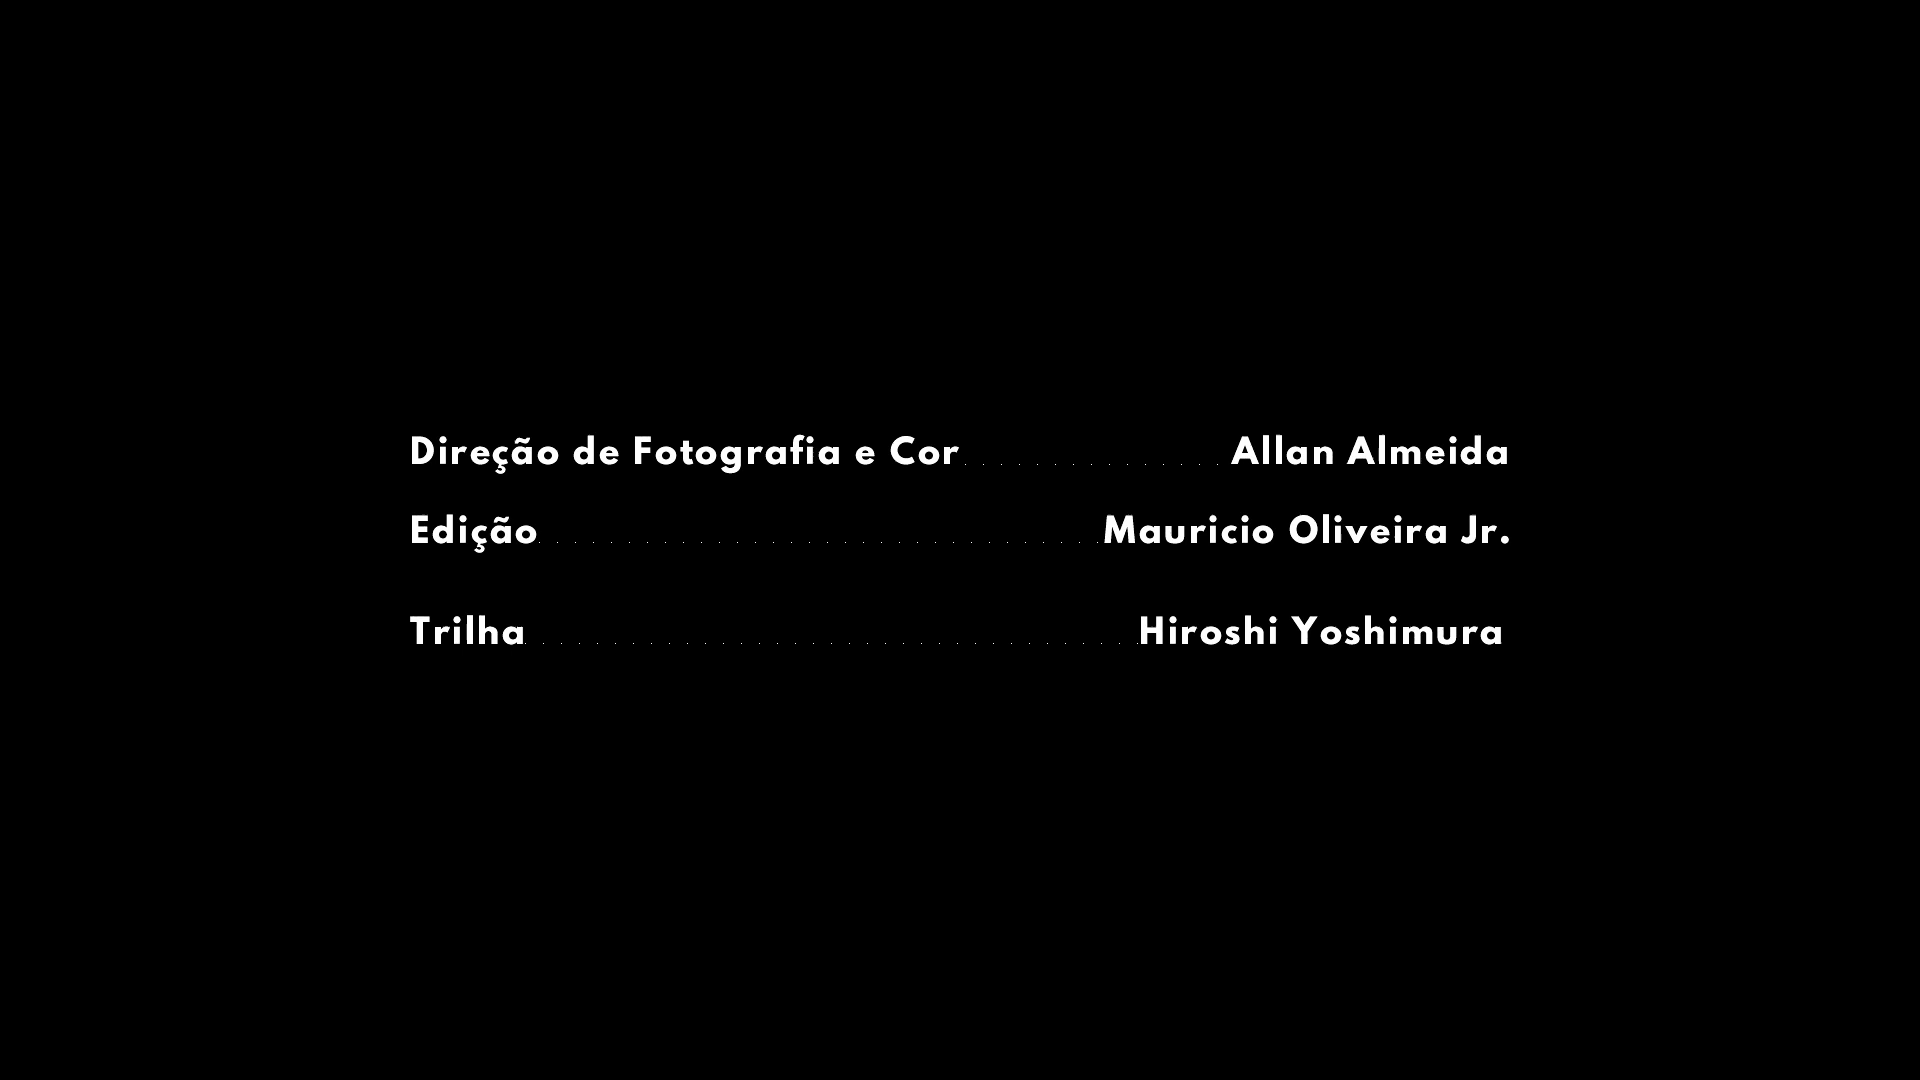 Direção de Fotografia e Cor . . . . . . . . . . . . . . . Allan Almeida
Edição . . . . . . . . . . . . . . . . . . . . . . . . . . . . . . . . Mauricio Oliveira Jr.
Trilha . . . . . . . . . . . . . . . . . . . . . . . . . . . . . . . . . . . Hiroshi Yoshimura